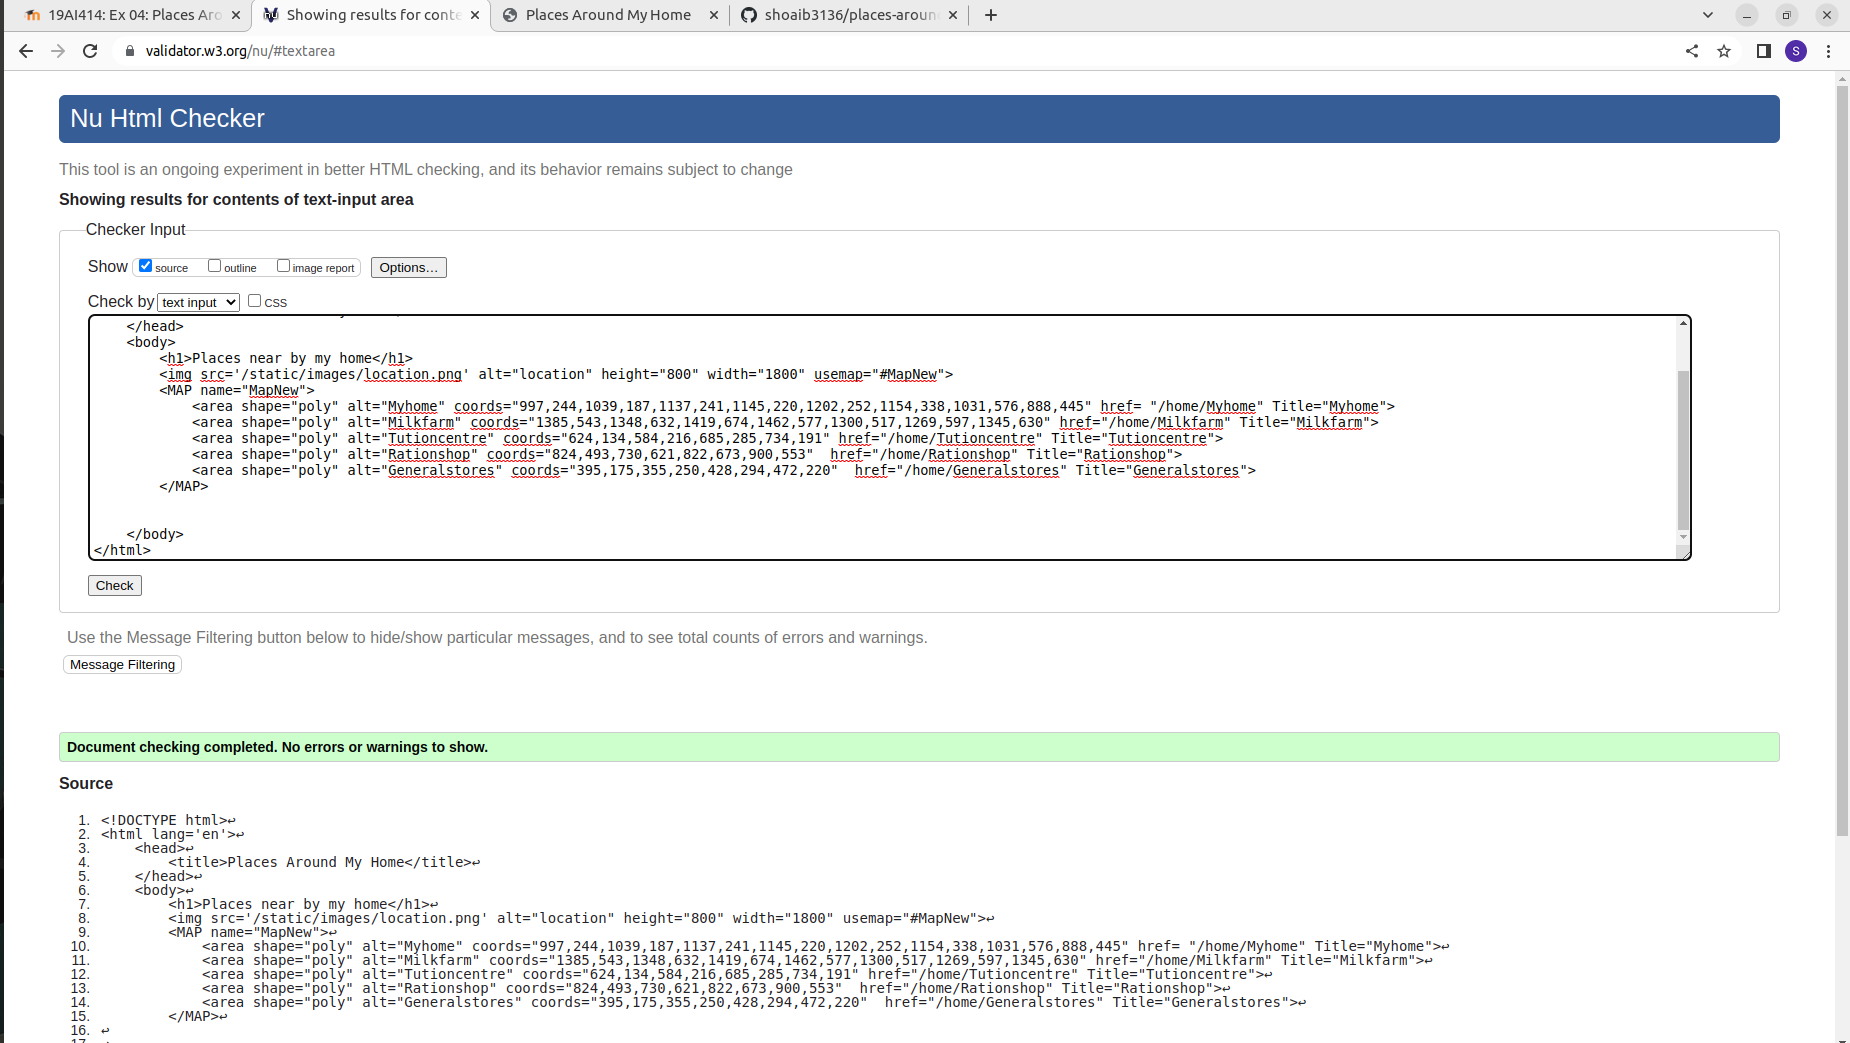 19AI414: Ex 04: Places Aro
Showing results for conte
Places Around My Home
shoaib3136/places-aroun
validator.w3.org/nu/#textarea
S
Nu Html Checker
This tool is an ongoing experiment in better HTML checking, and its behavior remains subject to change
Showing results for contents of text-input area
Checker Input
Show source outline image report Options...
Check by text input CSS
</head>
<body>
<h1>Places near by my home</h1>
<img src='/static/images/location.png' alt="location" height="800" width="1800" usemap="#MapNew">
<MAP name="MapNew">
<area shape="poly" alt="Myhome" coords="997,244,1039,187,1137,241,1145,220,1202,252,1154,338,1031,576,888,445" href= "/home/Myhome" Title="Myhome">
<area shape="poly" alt="Milkfarm" coords="1385,543,1348,632,1419,674,1462,577,1300,517,1269,597,1345,630" href="/home/Milkfarm" Title="Milkfarm">
<area shape="poly" alt="Tutioncentre" coords="624,134,584,216,685,285,734,191" href="/home/Tutioncentre" Title="Tutioncentre">
<area shape="poly" alt="Rationshop" coords="824,493,730,621,822,673,900,553"  href="/home/Rationshop" Title="Rationshop">
<area shape="poly" alt="Generalstores" coords="395,175,355,250,428,294,472,220"  href="/home/Generalstores" Title="Generalstores">
</MAP>
</body>
</html>
Check
Use the Message Filtering button below to hide/show particular messages, and to see total counts of errors and warnings.
Message Filtering
Document checking completed. No errors or warnings to show.
Source
1. <!DOCTYPE html>↩
2. <html lang='en'>↩
3. <head>↩
4. <title>Places Around My Home</title>↩
5. </head>↩
6. <body>↩
7. <h1>Places near by my home</h1>↩
8. <img src='/static/images/location.png' alt="location" height="800" width="1800" usemap="#MapNew">↩
9. <MAP name="MapNew">↩
10. <area shape="poly" alt="Myhome" coords="997,244,1039,187,1137,241,1145,220,1202,252,1154,338,1031,576,888,445" href= "/home/Myhome" Title="Myhome">↩
11. <area shape="poly" alt="Milkfarm" coords="1385,543,1348,632,1419,674,1462,577,1300,517,1269,597,1345,630" href="/home/Milkfarm" Title="Milkfarm">↩
12. <area shape="poly" alt="Tutioncentre" coords="624,134,584,216,685,285,734,191" href="/home/Tutioncentre" Title="Tutioncentre">↩
13. <area shape="poly" alt="Rationshop" coords="824,493,730,621,822,673,900,553"  href="/home/Rationshop" Title="Rationshop">↩
14. <area shape="poly" alt="Generalstores" coords="395,175,355,250,428,294,472,220"  href="/home/Generalstores" Title="Generalstores">↩
15. </MAP>↩
16. ↩
17.